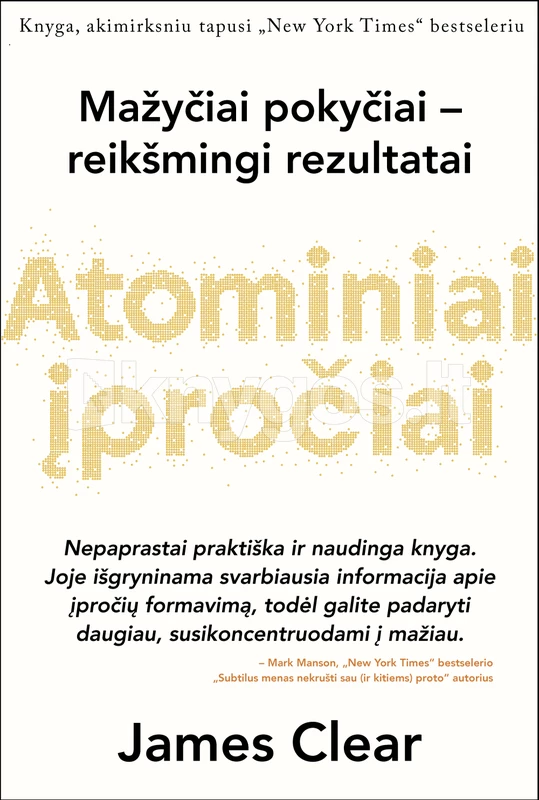 Knyga, akimirksniu tapusi „New York Times“ bestseleriu
Mažyčiai pokyčiai –
reikšmingi rezultatai
Atominiai
įpročiai
knygos.lt
Nepaprastai praktiška ir naudinga knyga.
Joje išgryninama svarbiausia informacija apie
įpročių formavimą, todėl galite padaryti
daugiau, susikoncentruodami į mažiau.
– Mark Manson, „New York Times“ bestselerio
„Subtilus menas nekrušti sau (ir kitiems) proto“ autorius
James Clear